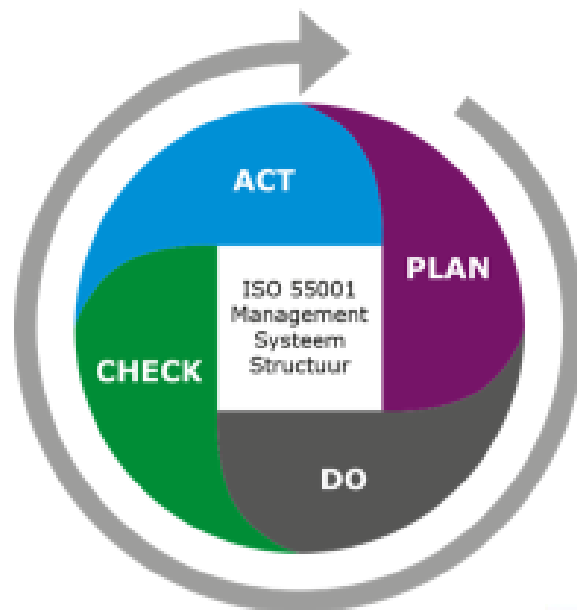 ACT
PLAN
ISO 55001
Management
Systeem
Structuur
CHECK
DO